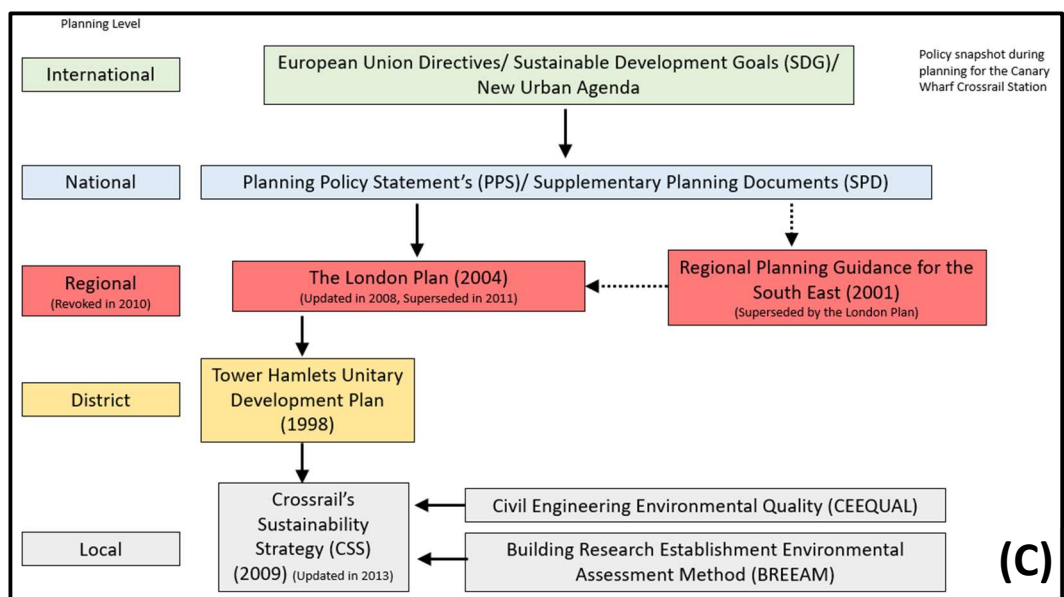 Planning Level
International
European Union Directives/ Sustainable Development Goals (SDG)/
New Urban Agenda
Policy snapshot during
planning for the Canary
Wharf Crossrail Station
National
Planning Policy Statement's (PPS)/ Supplementary Planning Documents (SPD)
Regional
(Revoked in 2010)
The London Plan (2004)
(Updated in 2008, Superseded in 2011)
Regional Planning Guidance for the
South East (2001)
(Superseded by the London Plan)
District
Tower Hamlets Unitary
Development Plan
(1998)
Local
Crossrail's
Sustainability
Strategy (CSS)
(2009) (Updated in 2013)
Civil Engineering Environmental Quality (CEEQUAL)
Building Research Establishment Environmental
Assessment Method (BREEAM)
(C)